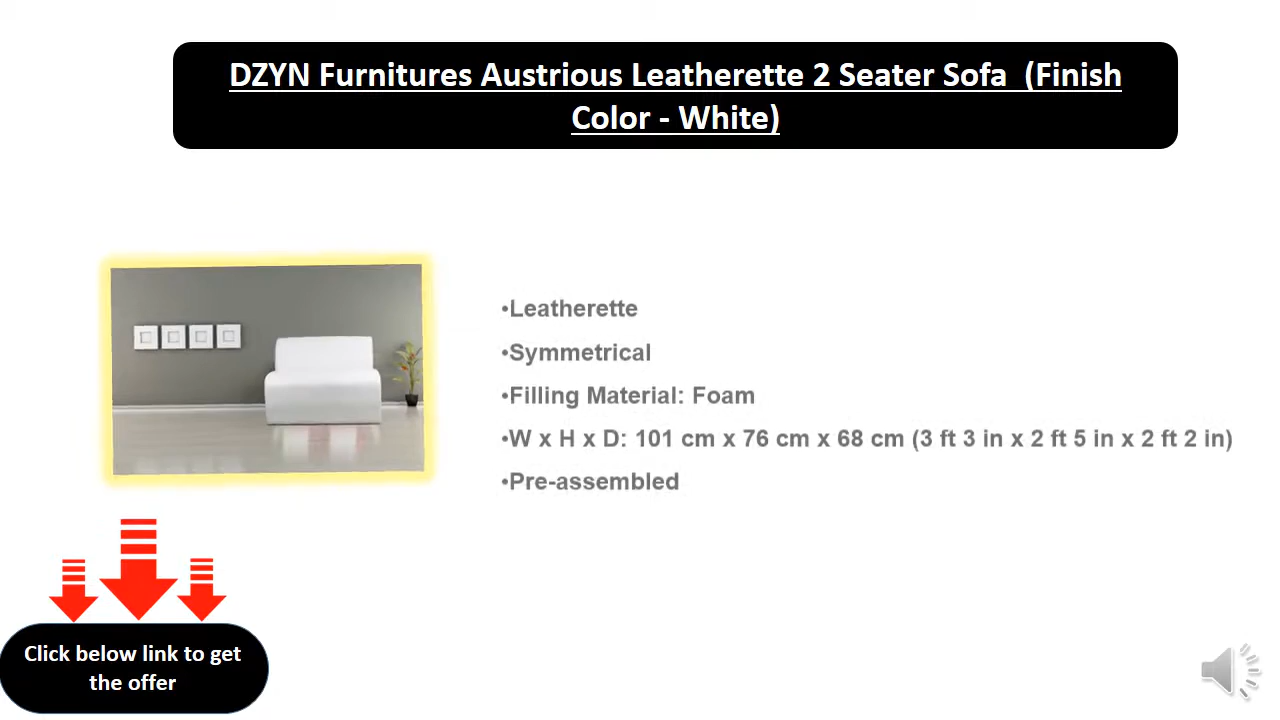 DZYN Furnitures Austrious Leatherette 2 Seater Sofa  (Finish
Color - White)
•Leatherette
•Symmetrical
•Filling Material: Foam
•W x H x D: 101 cm x 76 cm x 68 cm (3 ft 3 in x 2 ft 5 in x 2 ft 2 in)
•Pre-assembled
Click below link to get
the offer